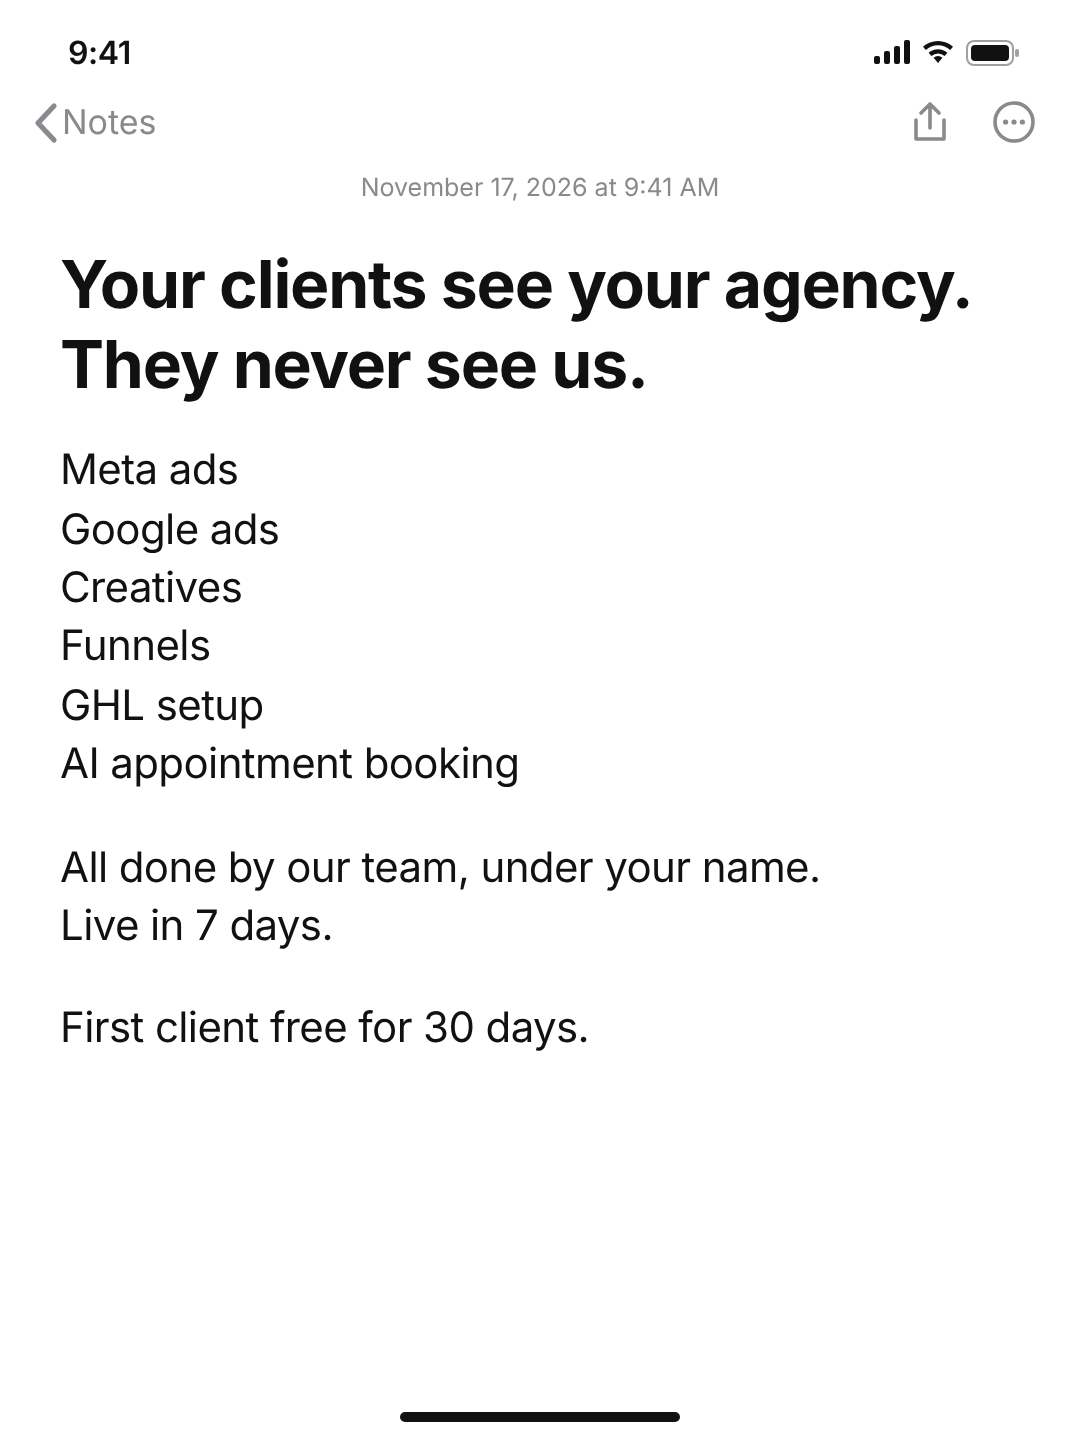 9:41
Notes
November 17, 2026 at 9:41 AM
Your clients see your agency.
They never see us.
Meta ads
Google ads
Creatives
Funnels
GHL setup
AI appointment booking
All done by our team, under your name.
Live in 7 days.
First client free for 30 days.